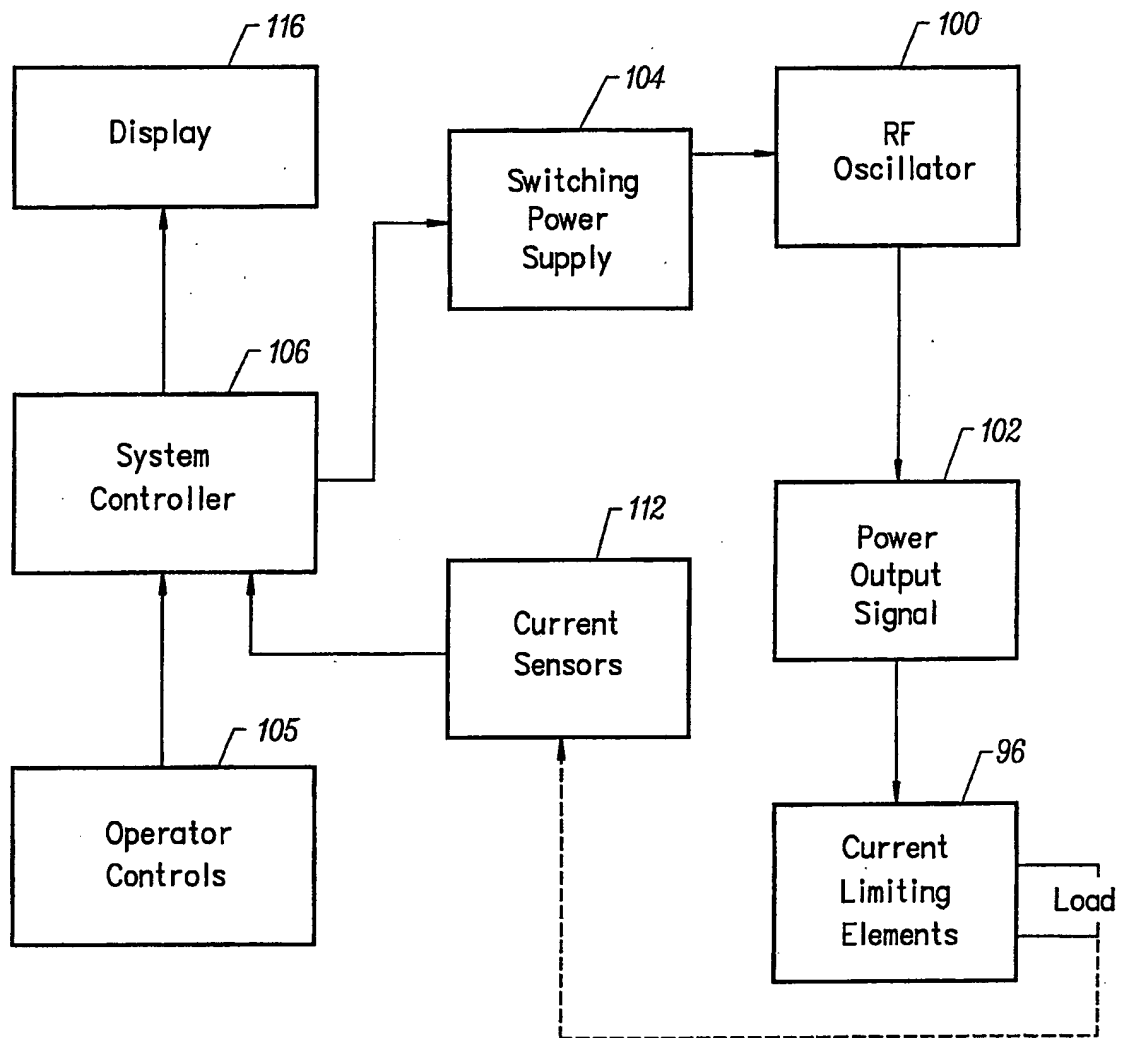 116
Display
104
Switching
Power
Supply
100
RF
Oscillator
106
System
Controller
112
Current
Sensors
102
Power
Output
Signal
105
Operator
Controls
96
Current
Limiting
Elements
Load